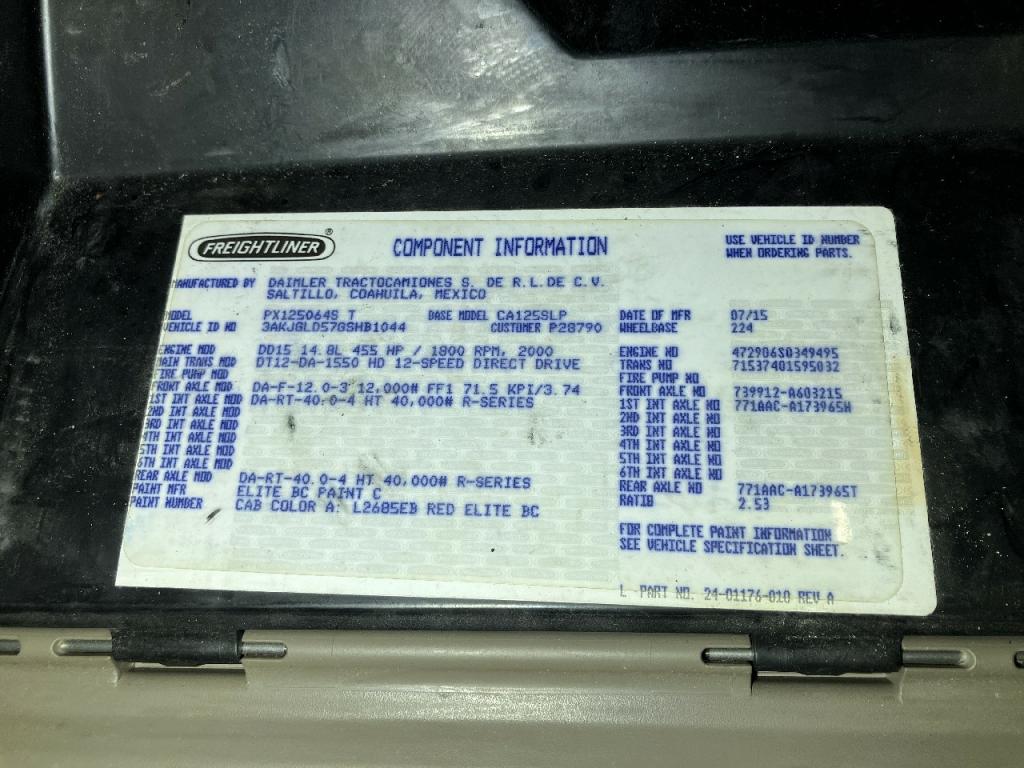 FREIGHTLINER®
COMPONENT INFORMATION
USE VEHICLE ID NUMBER
WHEN ORDERING PARTS.
MANUFACTURED BY DAIMLER TRACTOCAMIONES S. DE R.L. DE C.V.
SALTILLO, COAHUILA, MEXICO
MODEL PX125064S T BASE MODEL CA125SLP DATE OF MFR 07/15
VEHICLE ID NO 3AKJGLD57GSHB1044 CUSTOMER P28790 WHEELBASE 224
ENGINE MOD DD15 14.8L 455 HP / 1800 RPM, 2000 ENGINE NO 472906S0349495
MAIN TRANS MOD DT12-DA-1550 HD 12-SPEED DIRECT DRIVE TRANS NO 71537401595032
FIRE PUMP MOD FIRE PUMP NO
FRONT AXLE MOD DA-F-12.0-3 12,000# FF1 71.5 KPI/3.74 FRONT AXLE NO 739912-A603215
1ST INT AXLE MOD DA-RT-40.0-4 HT 40,000# R-SERIES 1ST INT AXLE NO 771AAC-A173965H
2ND INT AXLE MOD 2ND INT AXLE NO
3RD INT AXLE MOD 3RD INT AXLE NO
4TH INT AXLE MOD 4TH INT AXLE NO
5TH INT AXLE MOD 5TH INT AXLE NO
6TH INT AXLE MOD 6TH INT AXLE NO
REAR AXLE MOD DA-RT-40.0-4 HT 40,000# R-SERIES REAR AXLE NO 771AAC-A173965T
PAINT MFR ELITE BC PAINT C RATIO 2.53
PAINT NUMBER CAB COLOR A: L2685EB RED ELITE BC
FOR COMPLETE PAINT INFORMATION
SEE VEHICLE SPECIFICATION SHEET.
L PART NO. 24-01176-010 REV A